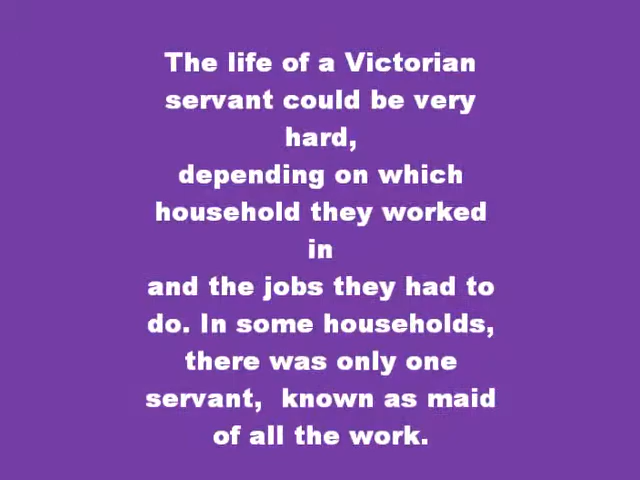 The life of a Victorian
servant could be very
hard,
depending on which
household they worked
in
and the jobs they had to
do. In some households,
there was only one
servant,  known as maid
of all the work.